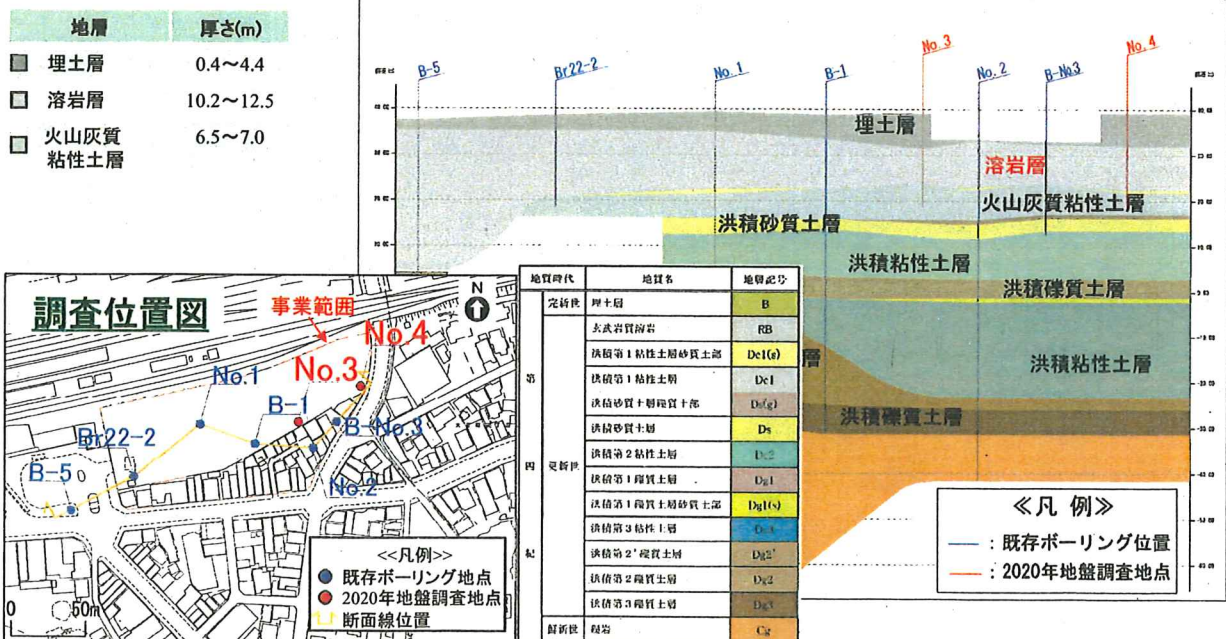 地層 厚さ(m)
埋土層 0.4〜4.4
溶岩層 10.2〜12.5
火山灰質
粘性土層 6.5〜7.0
B-5
Br22-2
No.1
B-1
No.3
No.2
B-No3
No.4
埋土層
溶岩層
火山灰質粘性土層
洪積砂質土層
洪積粘性土層
洪積礫質土層
洪積粘性土層
層
洪積礫質土層
≪凡 例≫
:既存ボーリング位置
:2020年地盤調査地点
調査位置図
事業範囲
N
No.4
No.3
No.1
B-1
B-No.3
Br22-2
B-5
No.2
<<凡例>>
既存ボーリング地点
2020年地盤調査地点
断面線位置
0 50m
地質時代 地質名 地層記号
第四紀
完新世 埋土層 B
更新世
玄武岩質溶岩 RB
洪積第1粘性土層砂質土部 Dc1(s)
洪積第1粘性土層 Dc1
洪積砂質土層礫質土部 Ds(g)
洪積砂質土層 Ds
洪積第2粘性土層 Dc2
洪積第1礫質土層 Dg1
洪積第1礫質土層砂質土部 Dg1(s)
洪積第3粘性土層
洪積第2'礫質土層 Dg2'
洪積第2礫質土層 Dg2
洪積第3礫質土層 Dg3
鮮新世 礫岩 Cg